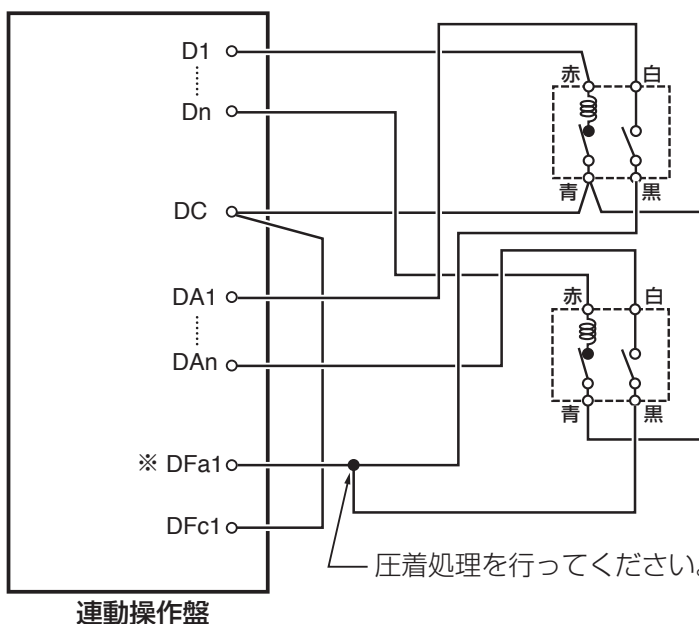 D1
Dn
DC
DA1
DAn
※ DFa1
DFc1
赤 白
青 黒
赤 白
青 黒
圧着処理を行ってください。
連動操作盤